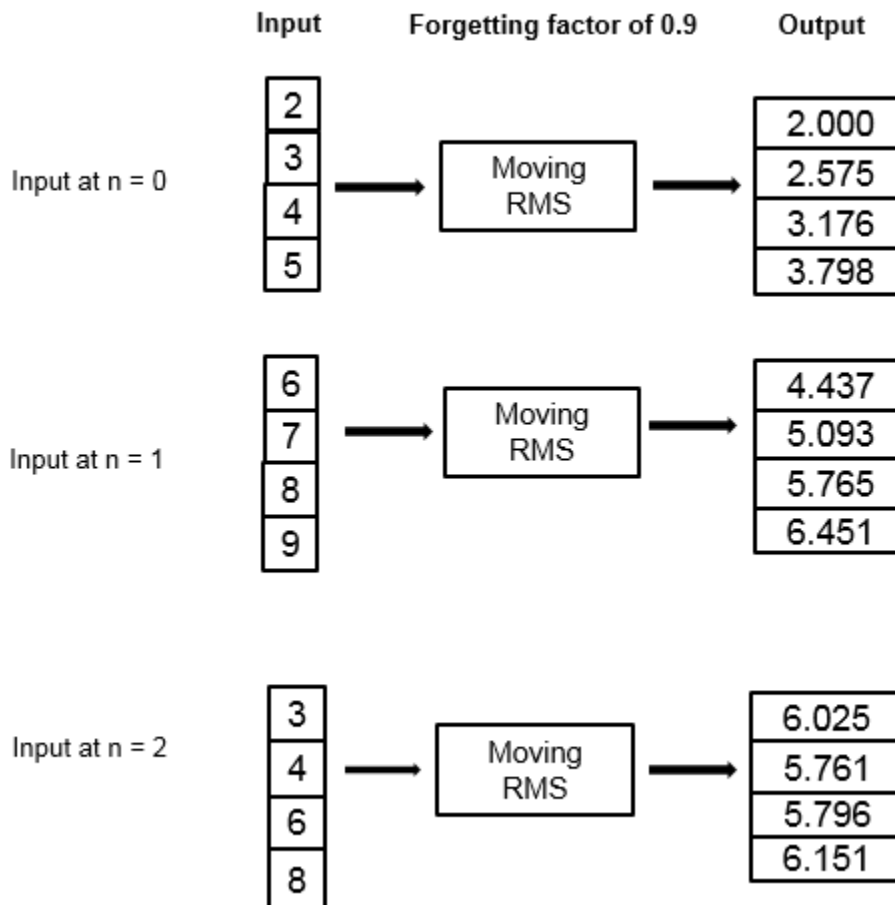 Input Forgetting factor of 0.9 Output
Input at n = 0
2
3
4
5
Moving
RMS
2.000
2.575
3.176
3.798
Input at n = 1
6
7
8
9
Moving
RMS
4.437
5.093
5.765
6.451
Input at n = 2
3
4
6
8
Moving
RMS
6.025
5.761
5.796
6.151